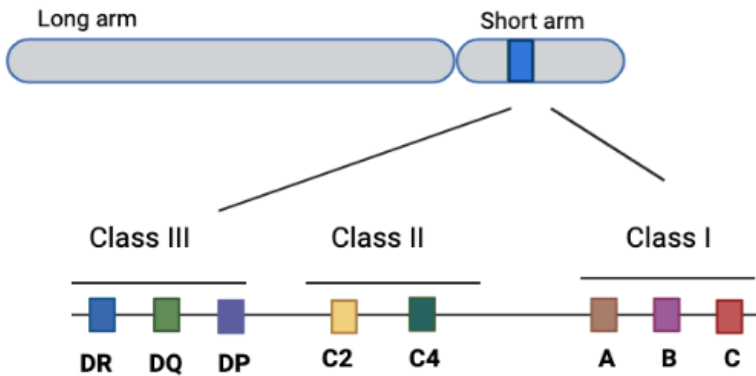 Long arm
Short arm
Class III
Class II
Class I
DR DQ DP C2 C4 A B C